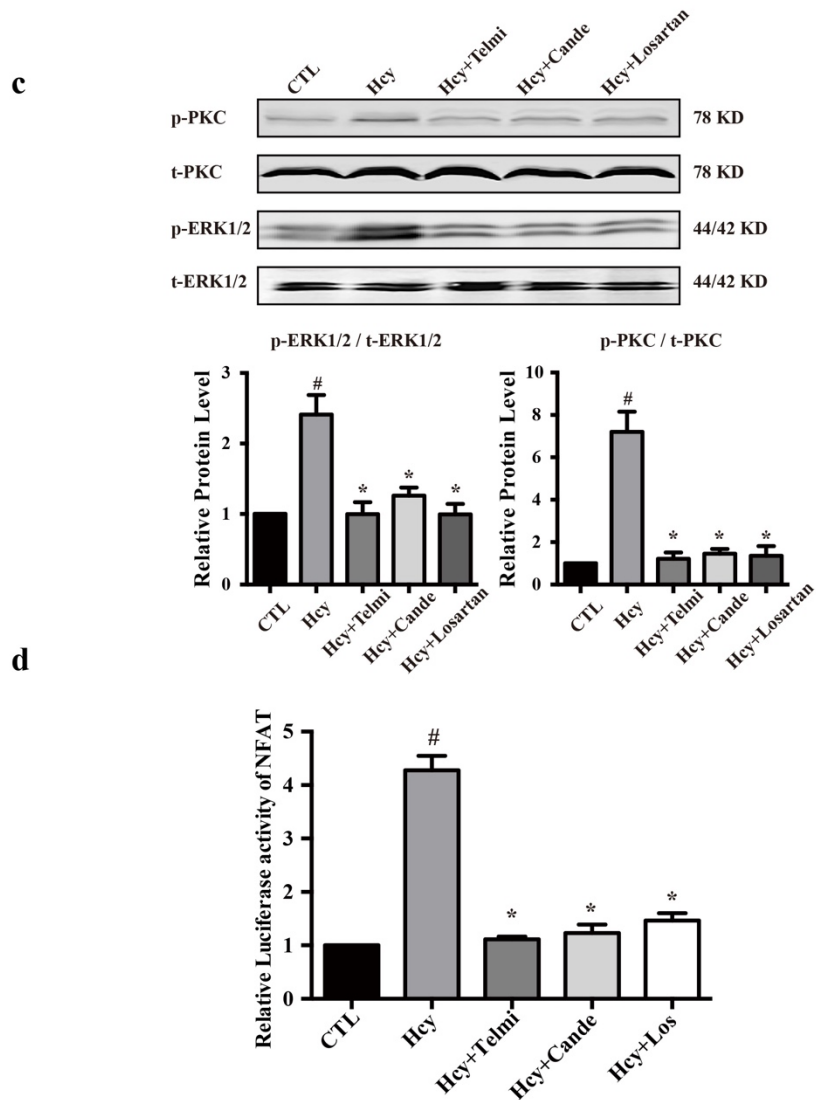 c
CTL Hcy Hcy+Telmi Hcy+Cande Hcy+Losartan
p-PKC 78 KD
t-PKC 78 KD
p-ERK1/2 44/42 KD
t-ERK1/2 44/42 KD
p-ERK1/2 / t-ERK1/2
Relative Protein Level
3
2
1
0
#
*
*
*
CTL Hcy Hcy+Telmi Hcy+Cande Hcy+Losartan
p-PKC / t-PKC
Relative Protein Level
10
8
6
4
2
0
#
*
*
*
CTL Hcy Hcy+Telmi Hcy+Cande Hcy+Losartan
d
Relative Luciferase activity of NFAT
5
4
3
2
1
0
#
*
*
*
CTL Hcy Hcy+Telmi Hcy+Cande Hcy+Los